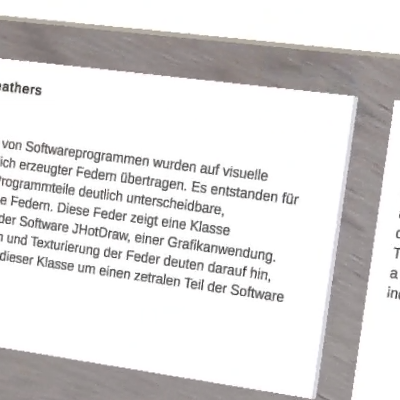 eathers
von Softwareprogrammen wurden auf visuelle
ich erzeugter Federn übertragen. Es entstanden für
Programmteile deutlich unterscheidbare,
e Federn. Diese Feder zeigt eine Klasse
der Software JHotDraw, einer Grafikanwendung.
n und Texturierung der Feder deuten darauf hin,
dieser Klasse um einen zetralen Teil der Software
d
T
a
in